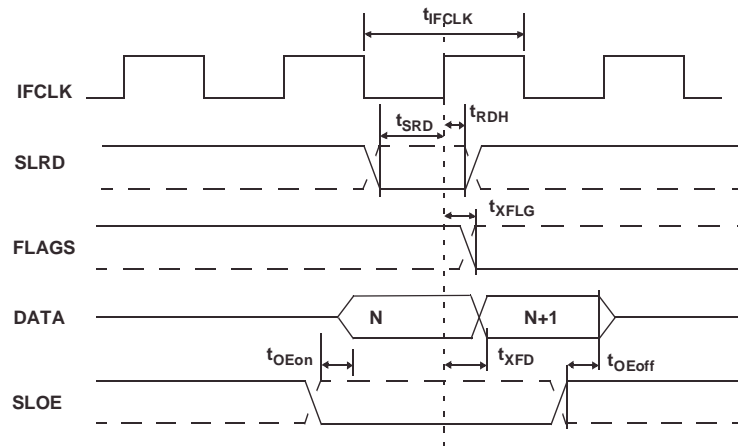 tIFCLK
IFCLK
tSRD
tRDH
SLRD
tXFLG
FLAGS
DATA
N
N+1
tOEon
tXFD
tOEoff
SLOE